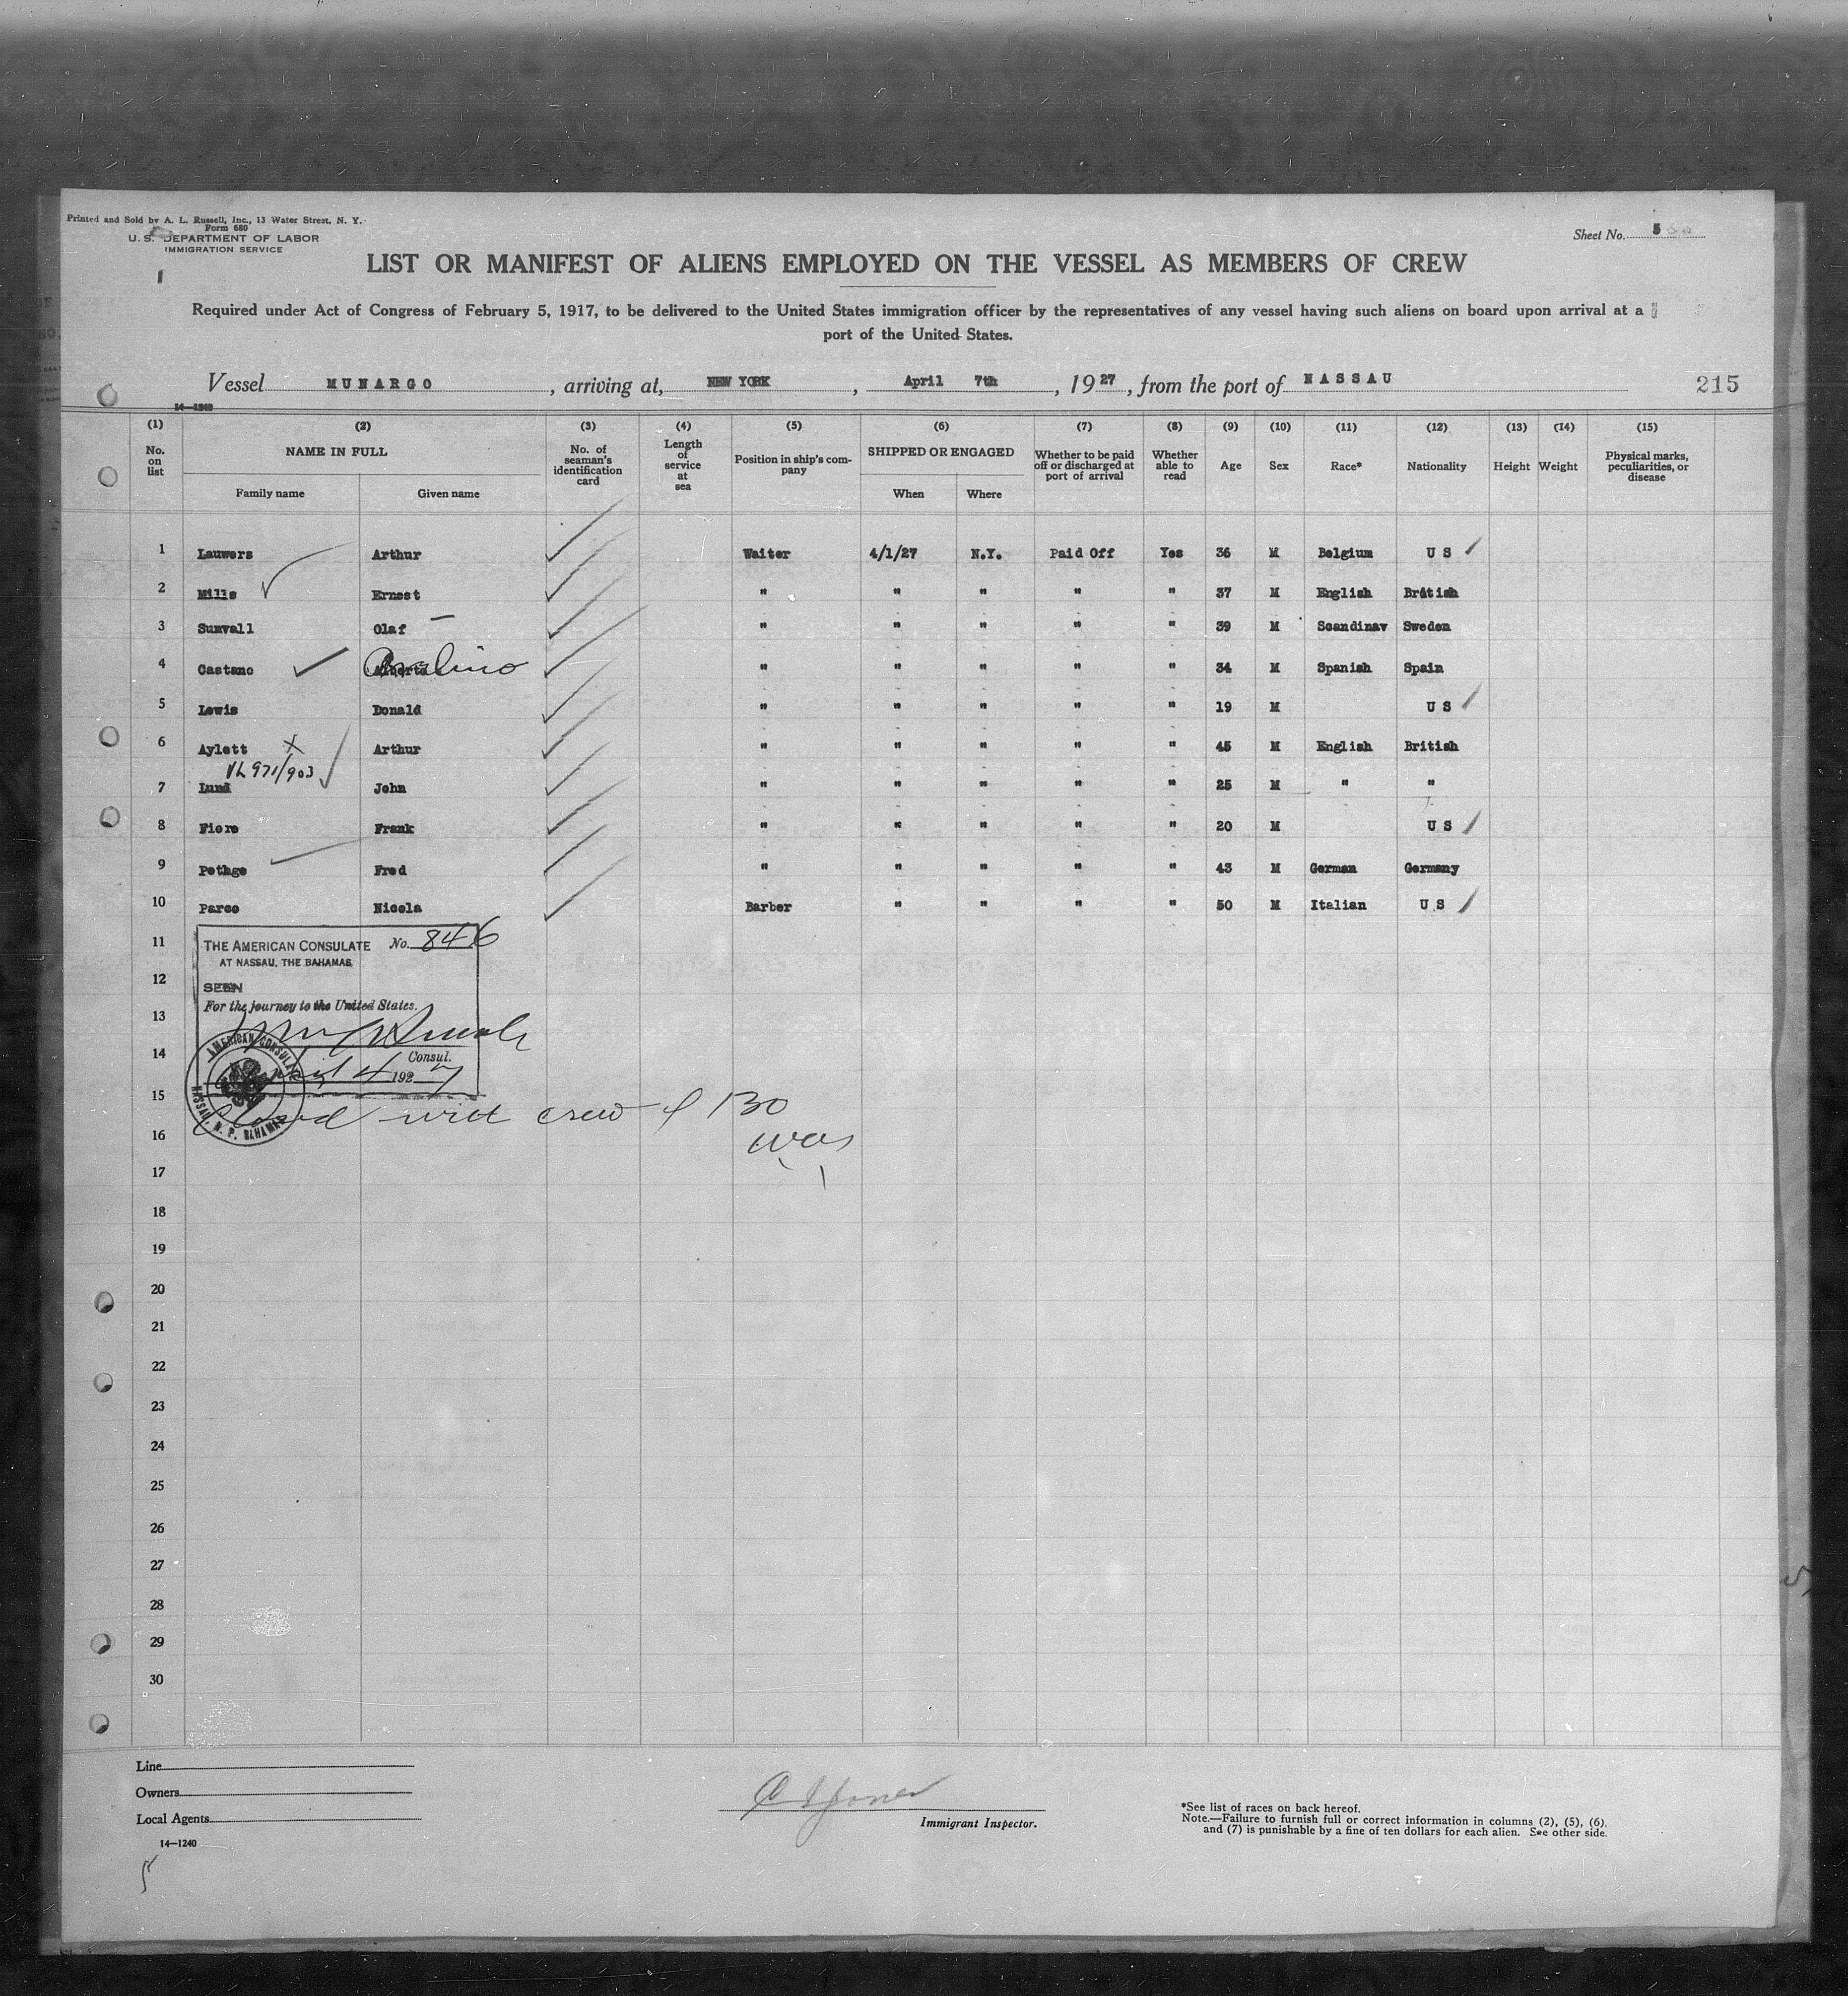 Printed and Sold by A. L. Russell, Inc., 13 Water Street, N. Y.
Form 680
U. S. DEPARTMENT OF LABOR
IMMIGRATION SERVICE
Sheet No. 5
LIST OR MANIFEST OF ALIENS EMPLOYED ON THE VESSEL AS MEMBERS OF CREW
Required under Act of Congress of February 5, 1917, to be delivered to the United States immigration officer by the representatives of any vessel having such aliens on board upon arrival at a
port of the United States.
Vessel MUNARGO, arriving at, NEW YORK, April 7th, 1927, from the port of NASSAU 215
14—1240
(1) (2) (3) (4) (5) (6) (7) (8) (9) (10) (11) (12) (13) (14) (15)
No. on list NAME IN FULL Family name Given name No. of seaman's identification card Length of service at sea Position in ship's company SHIPPED OR ENGAGED When Where Whether to be paid off or discharged at port of arrival Whether able to read Age Sex Race* Nationality Height Weight Physical marks, peculiarities, or disease
1 Lauwers Arthur Waiter 4/1/27 N.Y. Paid Off Yes 36 M Belgium U S
2 Mills Ernest " " " " " 37 M English British
3 Sunvall Olaf " " " " " 39 M Scandinav Sweden
4 Castano " " " " " 34 M Spanish Spain
5 Lewis Donald " " " " " 19 M U S
6 Aylett X Arthur " " " " " 45 M English British
VL 971/903
7 Lund John " " " " " 25 M " "
8 Fiore Frank " " " " " 20 M U S
9 Pethge Fred " " " " " 43 M German Germany
10 Parco Nicola Barber " " " " 50 M Italian U S
11
THE AMERICAN CONSULATE No. 846
AT NASSAU, THE BAHAMAS
12
SEEN
For the journey to the United States.
13
14
Consul.
April 4 1927
AMERICAN CONSULATE NASSAU, N. P. BAHAMAS
15
Closed with crew of 130
16
17
18
19
20
21
22
23
24
25
26
27
28
29
30
Line
Owners
Local Agents
14—1240
Immigrant Inspector.
*See list of races on back hereof.
Note.—Failure to furnish full or correct information in columns (2), (5), (6),
and (7) is punishable by a fine of ten dollars for each alien. See other side.
5